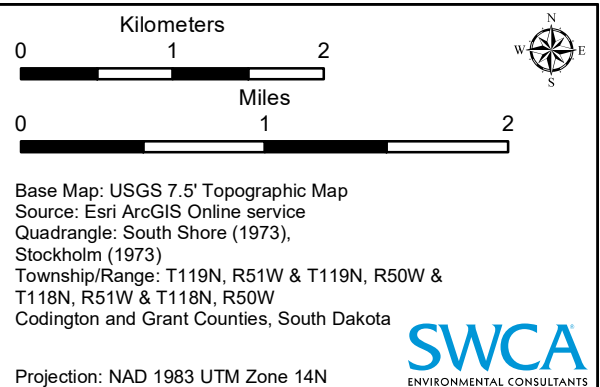 Kilometers
0 1 2
Miles
0 1 2
N
W E
S
Base Map: USGS 7.5' Topographic Map
Source: Esri ArcGIS Online service
Quadrangle: South Shore (1973),
Stockholm (1973)
Township/Range: T119N, R51W & T119N, R50W &
T118N, R51W & T118N, R50W
Codington and Grant Counties, South Dakota
Projection: NAD 1983 UTM Zone 14N
SWCA
ENVIRONMENTAL CONSULTANTS